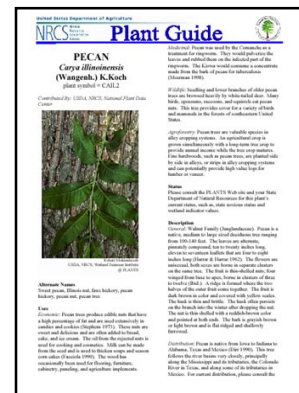 United States Department of Agriculture
NRCS
Natural
Resources
Conservation
Service
Plant Guide
PECAN
Carya illinoinensis
(Wangenh.) K.Koch
plant symbol = CAIL2
Contributed By: USDA, NRCS, National Plant Data
Center
USDA, NRCS, Wetland Science Institute
@ PLANTS
Alternate Names
Sweet pecan, Illinois nut, faux hickory, pecan
hickory, pecan nut, pecan tree
Uses
Economic: Pecan trees produce edible nuts that have
a high percentage of fat and are used extensively in
candies and cookies (Stephens 1973). These nuts are
sweet and delicious and are often added to bread,
cake, and ice cream. The oil from the rejected nuts is
used for cooking and cosmetics. Milk can be made
from the seed and is used to thicken soups and season
corn cakes (Facciola 1990). The wood has
occasionally been used for flooring, furniture,
cabinetry, paneling, and agriculture implements.
Medicinal: Pecan was used by the Comanche as a
treatment for ringworm. They would pulverize the
leaves and rubbed them on the infected part of the
ringworm. The Kiowa would consume a concentrate
made from the bark of pecan for tuberculosis
(Moerman 1998).
Wildlife: Seedling and lower branches of older pecan
trees are browsed heavily by white-tailed deer. Many
birds, opossums, raccoons, and squirrels eat pecan
nuts. This tree provides cover for a variety of birds
and mammals in the forests of southeastern United
States.
Agroforestry: Pecan trees are valuable species in
alley cropping systems. An agricultural crop is
grown simultaneously with a long-term tree crop to
provide annual income while the tree crop matures.
Fine hardwoods, such as pecan trees, are planted side
by side in alleys, or strips in alley cropping systems
and can potentially provide high value logs for
lumber or veneer.
Status
Please consult the PLANTS Web site and your State
Department of Natural Resources for this plant's
current status, such as, state noxious status and
wetland indicator values.
Description
General: Walnut Family (Juglandaceae). Pecan is a
native, medium to large sized deciduous tree ranging
from 100-140 feet. The leaves are alternate,
pinnately compound, ten to twenty inches long,
eleven to seventeen leaflets that are four to eight
inches long (Harrar & Harrar 1962). The flowers are
unisexual, both sexes are borne in separate clusters
on the same tree. The fruit is thin-shelled nuts, four
winged from base to apex, borne in clusters of three
to twelve (Ibid.). A ridge is formed where the two
halves of the outer fruit come together. The fruit is
dark brown in color and covered with yellow scales.
The husk is thin and brittle. The husk often persists
on the branch into the winter after dropping the nut.
The nut is thin shelled with a reddish-brown color
and pointed at both ends. The bark is grayish brown
or light brown and is flat ridged and shallowly
furrowed.
Distribution: Pecan is native from Iowa to Indiana to
Alabama, Texas and Mexico (Dirr 1990). This tree
follows the river basins very closely, principally
along the Mississippi and its tributaries, the Colorado
River in Texas, and along some of its tributaries in
Mexico. For current distribution, please consult the